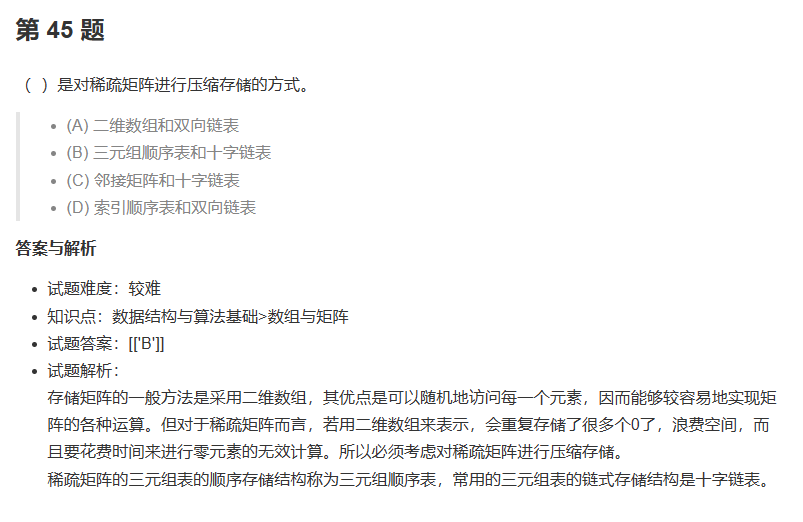 第 45 题
（  ）是对稀疏矩阵进行压缩存储的方式。
• (A) 二维数组和双向链表
• (B) 三元组顺序表和十字链表
• (C) 邻接矩阵和十字链表
• (D) 索引顺序表和双向链表
答案与解析
• 试题难度：较难
• 知识点：数据结构与算法基础>数组与矩阵
• 试题答案：[['B']]
• 试题解析：
存储矩阵的一般方法是采用二维数组，其优点是可以随机地访问每一个元素，因而能够较容易地实现矩
阵的各种运算。但对于稀疏矩阵而言，若用二维数组来表示，会重复存储了很多个0了，浪费空间，而
且要花费时间来进行零元素的无效计算。所以必须考虑对稀疏矩阵进行压缩存储。
稀疏矩阵的三元组表的顺序存储结构称为三元组顺序表，常用的三元组表的链式存储结构是十字链表。